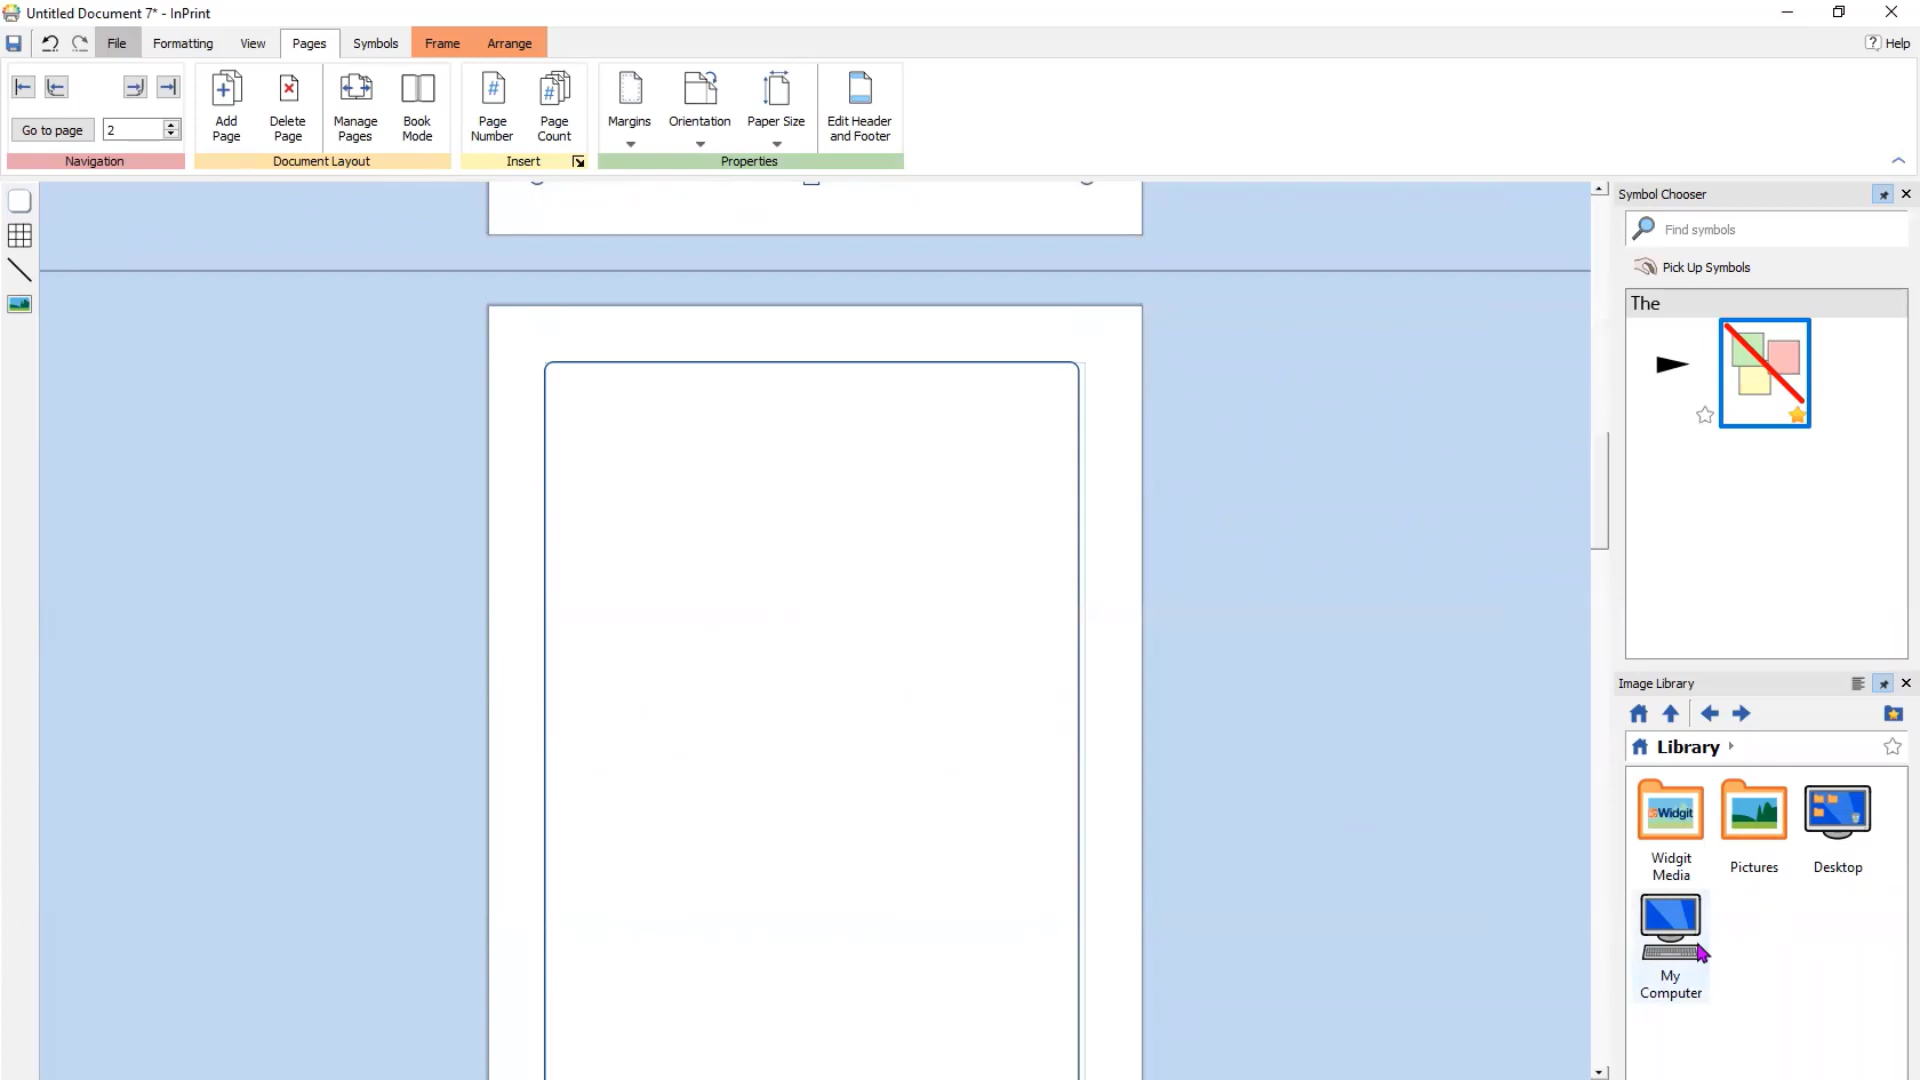 Untitled Document 7* - InPrint
File Formatting View Pages Symbols Frame Arrange
Help
Go to page 2
Add Page
Delete Page
Manage Pages
Book Mode
# Page Number
# Page Count
Margins
Orientation
Paper Size
Edit Header and Footer
Navigation
Document Layout
Insert
Properties
Symbol Chooser
Find symbols
Pick Up Symbols
The
Image Library
Library
Widgit
Widgit Media
Pictures
Desktop
My Computer